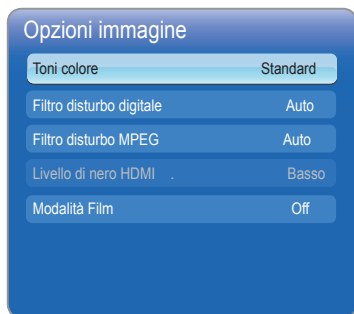 Opzioni immagine
Toni colore Standard
Filtro disturbo digitale Auto
Filtro disturbo MPEG Auto
Livello di nero HDMI . Basso
Modalità Film Off